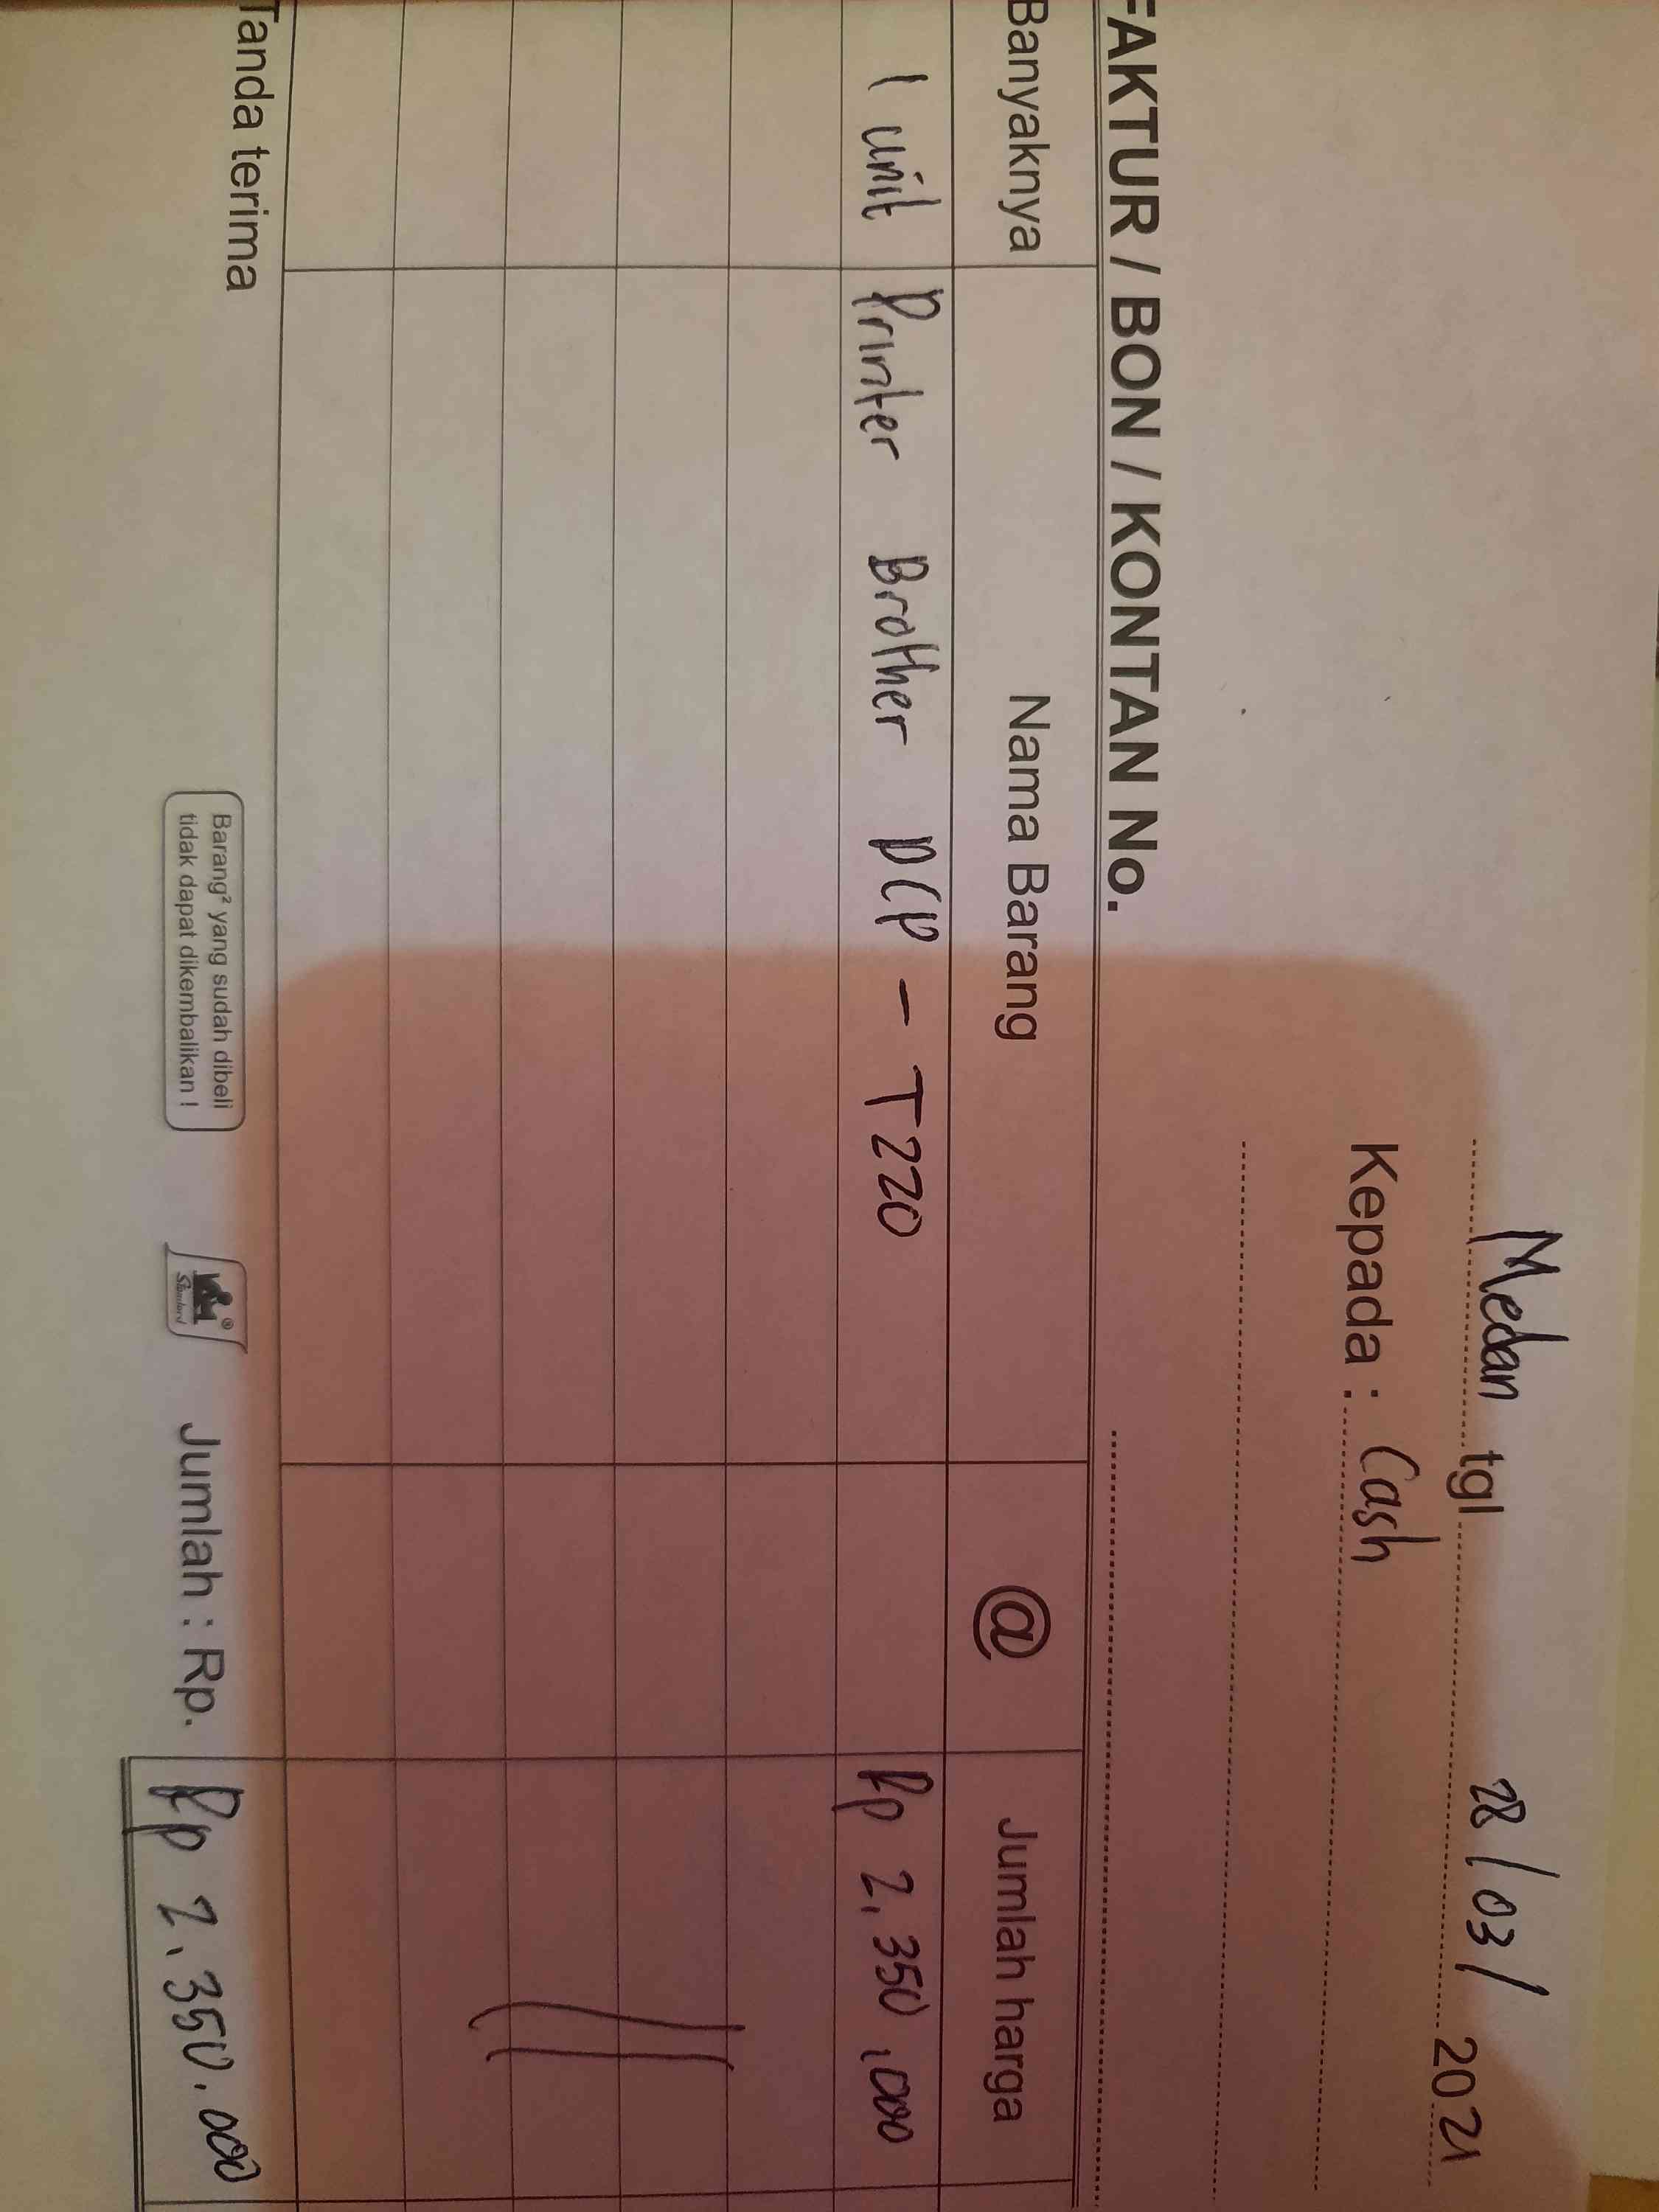 Medan tgl 28/03/ 2021
Kepada : Cash
FAKTUR / BON / KONTAN No.
Banyaknya Nama Barang @ Jumlah harga
1 unit Printer Brother DCP - T220 Rp 2.350.000
Tanda terima
Barang² yang sudah dibeli
tidak dapat dikembalikan !
Standard ®
Jumlah : Rp. Rp 2.350.000